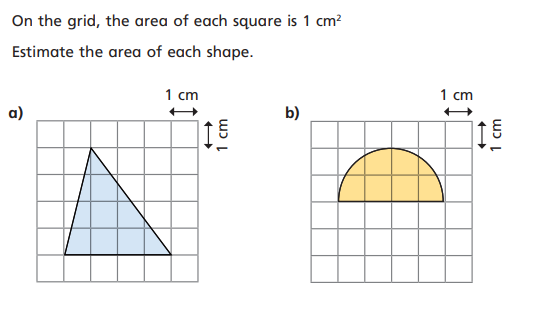 On the grid, the area of each square is 1 cm²
Estimate the area of each shape.
a)
1 cm
1 cm
b)
1 cm
1 cm